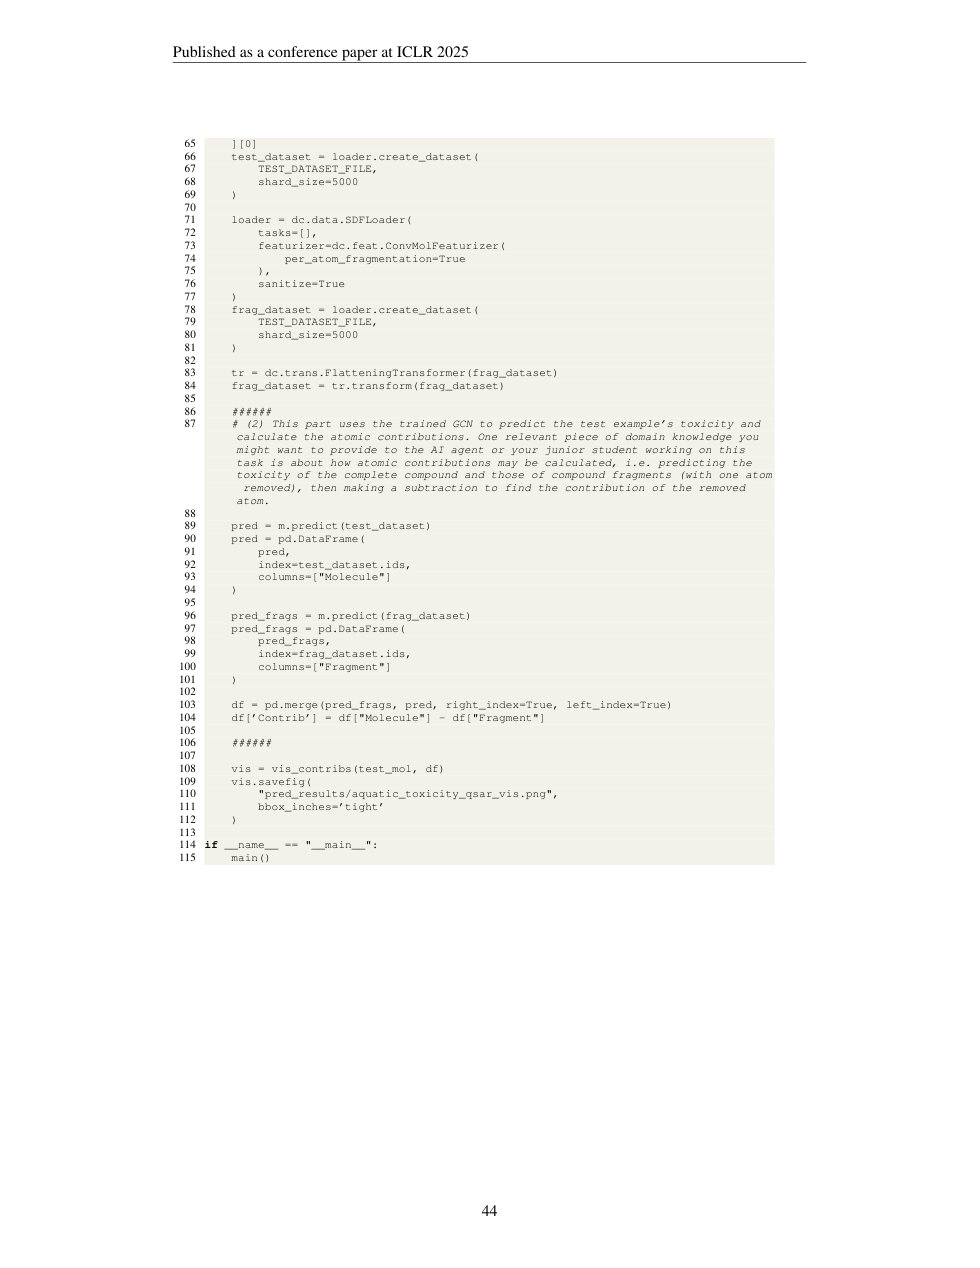 Published as a conference paper at ICLR 2025
65 ][0]
66 test_dataset = loader.create_dataset(
67 TEST_DATASET_FILE,
68 shard_size=5000
69 )
70
71 loader = dc.data.SDFLoader(
72 tasks=[],
73 featurizer=dc.feat.ConvMolFeaturizer(
74 per_atom_fragmentation=True
75 ),
76 sanitize=True
77 )
78 frag_dataset = loader.create_dataset(
79 TEST_DATASET_FILE,
80 shard_size=5000
81 )
82
83 tr = dc.trans.FlatteningTransformer(frag_dataset)
84 frag_dataset = tr.transform(frag_dataset)
85
86 ######
87 # (2) This part uses the trained GCN to predict the test example's toxicity and
calculate the atomic contributions. One relevant piece of domain knowledge you
might want to provide to the AI agent or your junior student working on this
task is about how atomic contributions may be calculated, i.e. predicting the
toxicity of the complete compound and those of compound fragments (with one atom
removed), then making a subtraction to find the contribution of the removed
atom.
88
89 pred = m.predict(test_dataset)
90 pred = pd.DataFrame(
91 pred,
92 index=test_dataset.ids,
93 columns=["Molecule"]
94 )
95
96 pred_frags = m.predict(frag_dataset)
97 pred_frags = pd.DataFrame(
98 pred_frags,
99 index=frag_dataset.ids,
100 columns=["Fragment"]
101 )
102
103 df = pd.merge(pred_frags, pred, right_index=True, left_index=True)
104 df['Contrib'] = df["Molecule"] - df["Fragment"]
105
106 ######
107
108 vis = vis_contribs(test_mol, df)
109 vis.savefig(
110 "pred_results/aquatic_toxicity_qsar_vis.png",
111 bbox_inches='tight'
112 )
113
114 if __name__ == "__main__":
115 main()
44